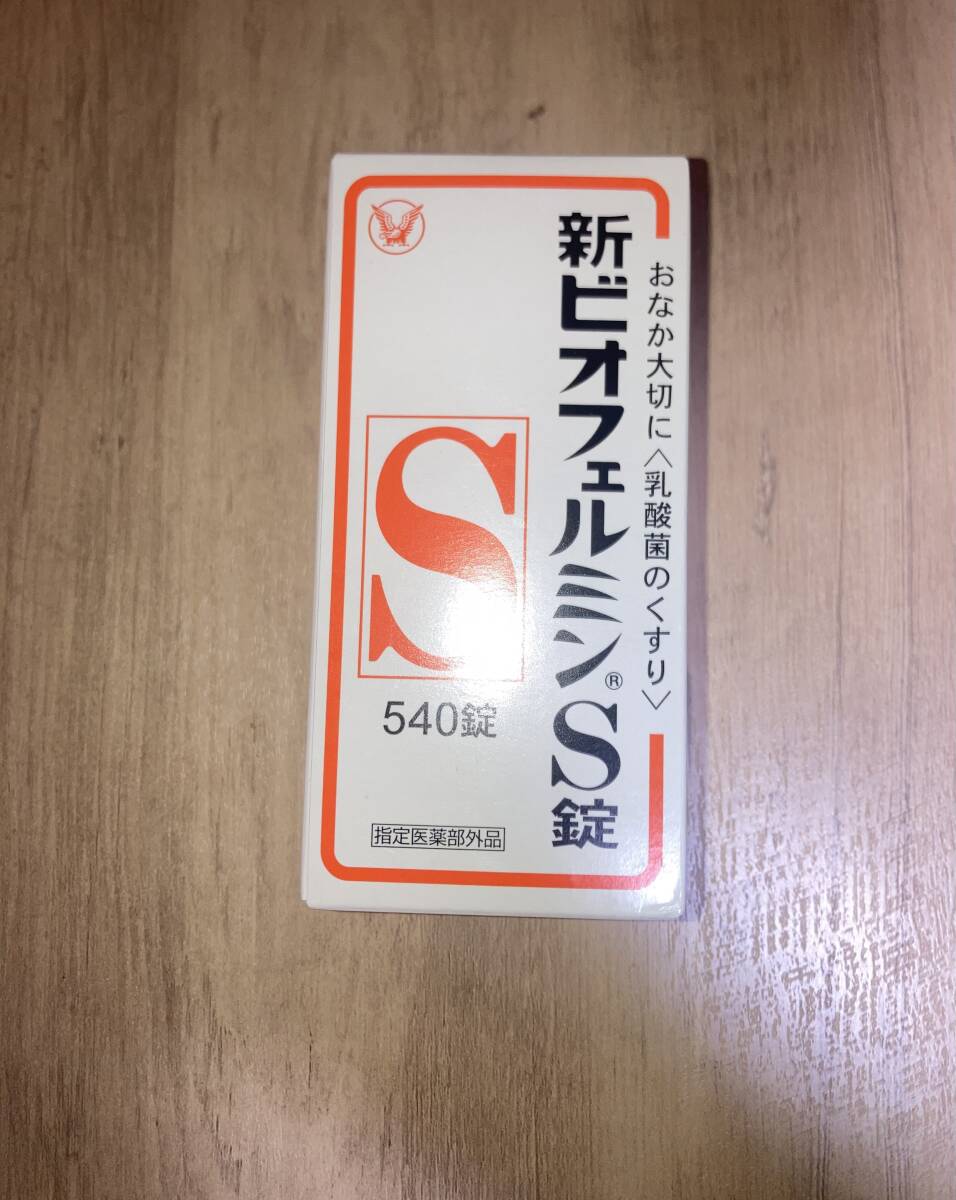 おなか大切に〈乳酸菌のくすり〉
新ビオフェルミン®S錠
S
540錠
指定医薬部外品